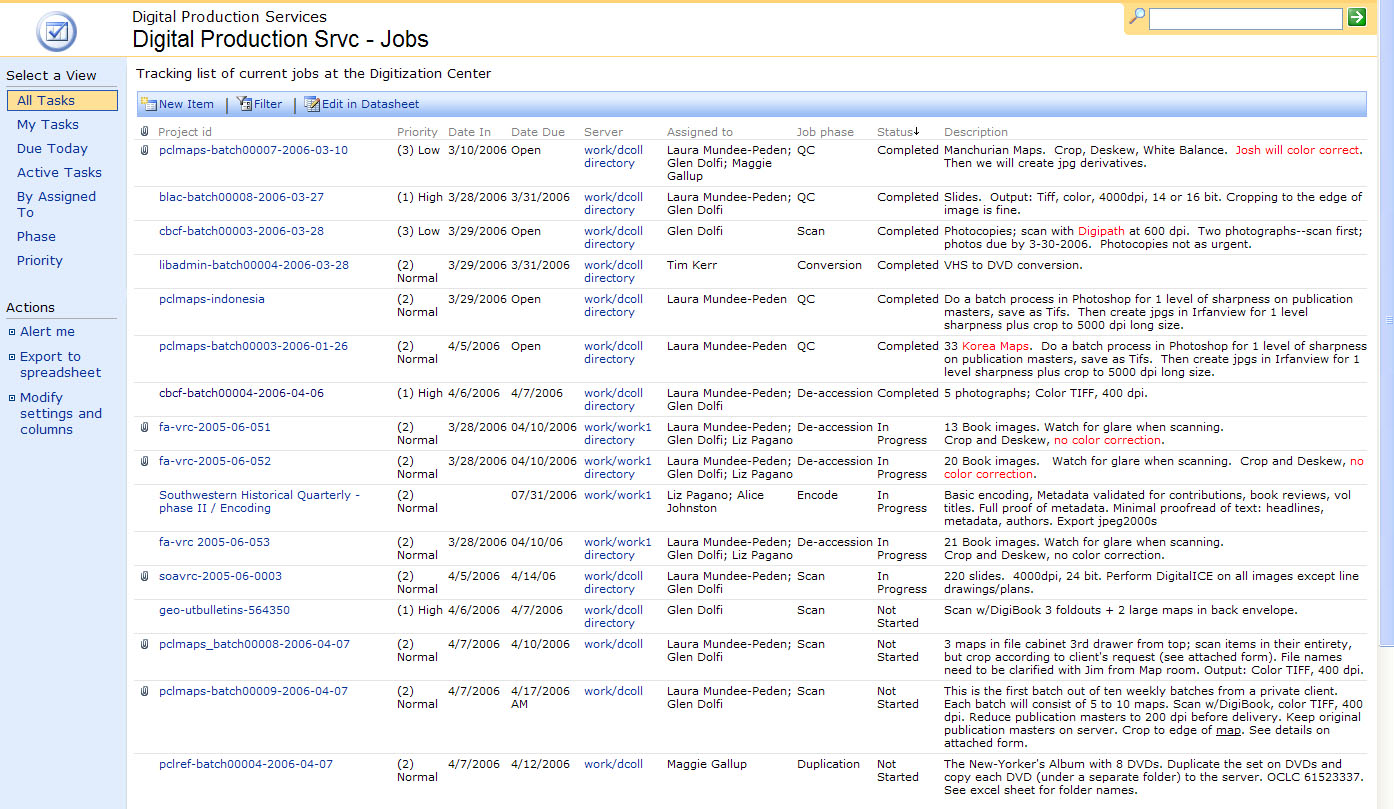 Digital Production Services
Digital Production Srvc - Jobs
Select a View
All Tasks
My Tasks
Due Today
Active Tasks
By Assigned
To
Phase
Priority
Actions
Alert me
Export to
spreadsheet
Modify
settings and
columns
Tracking list of current jobs at the Digitization Center
New Item | Filter | Edit in Datasheet
Project id Priority Date In Date Due Server Assigned to Job phase Status Description
pclmaps-batch00007-2006-03-10 (3) Low 3/10/2006 Open work/dcoll Laura Mundee-Peden; QC Completed Manchurian Maps. Crop, Deskew, White Balance. Josh will color correct.
directory Glen Dolfi; Maggie Then we will create jpg derivatives.
Gallup
blac-batch00008-2006-03-27 (1) High 3/28/2006 3/31/2006 work/dcoll Laura Mundee-Peden; QC Completed Slides. Output: Tiff, color, 4000dpi, 14 or 16 bit. Cropping to the edge of
directory Glen Dolfi image is fine.
cbcf-batch00003-2006-03-28 (3) Low 3/29/2006 Open work/dcoll Glen Dolfi Scan Completed Photocopies; scan with Digipath at 600 dpi. Two photographs--scan first;
directory photos due by 3-30-2006. Photocopies not as urgent.
libadmin-batch00004-2006-03-28 (2) 3/29/2006 3/31/2006 work/dcoll Tim Kerr Conversion Completed VHS to DVD conversion.
Normal directory
pclmaps-indonesia (2) 3/29/2006 Open work/dcoll Laura Mundee-Peden QC Completed Do a batch process in Photoshop for 1 level of sharpness on publication
Normal directory masters, save as Tifs. Then create jpgs in Irfanview for 1 level
sharpness plus crop to 5000 dpi long size.
pclmaps-batch00003-2006-01-26 (2) 4/5/2006 Open work/dcoll Laura Mundee-Peden QC Completed 33 Korea Maps. Do a batch process in Photoshop for 1 level of sharpness
Normal directory on publication masters, save as Tifs. Then create jpgs in Irfanview for 1
level sharpness plus crop to 5000 dpi long size.
cbcf-batch00004-2006-04-06 (1) High 4/6/2006 4/7/2006 work/dcoll Laura Mundee-Peden; De-accession Completed 5 photographs; Color TIFF, 400 dpi.
directory Glen Dolfi
fa-vrc-2005-06-051 (2) 3/28/2006 04/10/2006 work/work1 Laura Mundee-Peden; De-accession In 13 Book images. Watch for glare when scanning.
Normal directory Glen Dolfi; Liz Pagano Progress Crop and Deskew, no color correction.
fa-vrc-2005-06-052 (2) 3/28/2006 04/10/2006 work/work1 Laura Mundee-Peden; De-accession In 20 Book images. Watch for glare when scanning. Crop and Deskew, no
Normal directory Glen Dolfi; Liz Pagano Progress color correction.
Southwestern Historical Quarterly - (2) 07/31/2006 work/work1 Liz Pagano; Alice Encode In Basic encoding, Metadata validated for contributions, book reviews, vol
phase II / Encoding Normal Johnston Progress titles. Full proof of metadata. Minimal proofread of text: headlines,
metadata, authors. Export jpeg2000s
fa-vrc 2005-06-053 (2) 3/28/2006 04/10/06 work/work1 Laura Mundee-Peden; De-accession In 21 Book images. Watch for glare when scanning.
Normal directory Glen Dolfi; Liz Pagano Progress Crop and Deskew, no color correction.
soavrc-2005-06-0003 (2) 4/5/2006 4/14/06 work/dcoll Laura Mundee-Peden; Scan In 220 slides. 4000dpi, 24 bit. Perform DigitalICE on all images except line
Normal directory Glen Dolfi Progress drawings/plans.
geo-utbulletins-564350 (1) High 4/6/2006 4/7/2006 work/dcoll Glen Dolfi Scan Not Scan w/DigiBook 3 foldouts + 2 large maps in back envelope.
directory Started
pclmaps_batch00008-2006-04-07 (2) 4/7/2006 4/10/2006 work/dcoll Laura Mundee-Peden; Scan Not 3 maps in file cabinet 3rd drawer from top; scan items in their entirety,
Normal Glen Dolfi Started but crop according to client's request (see attached form). File names
need to be clarified with Jim from Map room. Output: Color TIFF, 400 dpi.
pclmaps-batch00009-2006-04-07 (2) 4/7/2006 4/17/2006 work/dcoll Laura Mundee-Peden; Scan Not This is the first batch out of ten weekly batches from a private client.
Normal AM Glen Dolfi Started Each batch will consist of 5 to 10 maps. Scan w/DigiBook, color TIFF, 400
dpi. Reduce publication masters to 200 dpi before delivery. Keep original
publication masters on server. Crop to edge of map. See details on
attached form.
pclref-batch00004-2006-04-07 (2) 4/7/2006 4/12/2006 work/dcoll Maggie Gallup Duplication Not The New-Yorker's Album with 8 DVDs. Duplicate the set on DVDs and
Normal Started copy each DVD (under a separate folder) to the server. OCLC 61523337.
See excel sheet for folder names.